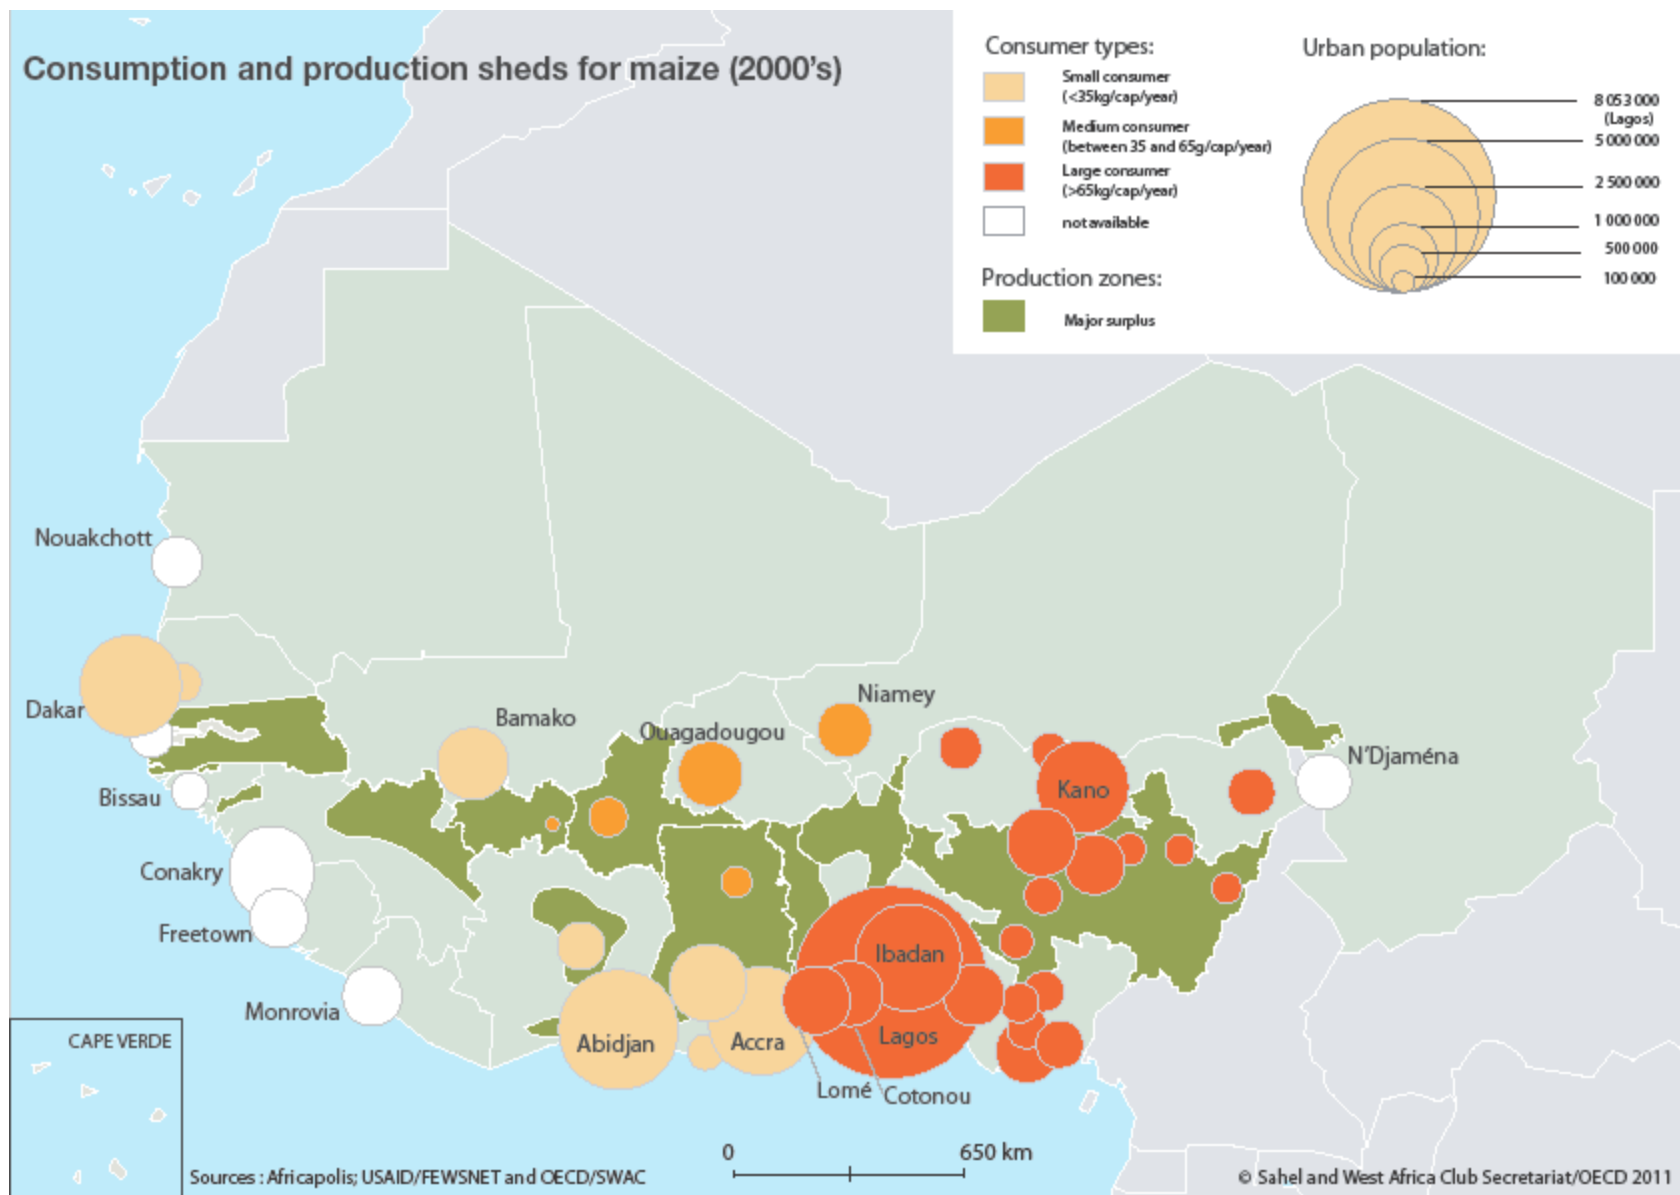 Consumption and production sheds for maize (2000's)
Consumer types:
Small consumer
(<35kg/cap/year)
Medium consumer
(between 35 and 65g/cap/year)
Large consumer
(>65kg/cap/year)
not available
Production zones:
Major surplus
Urban population:
8 053 000
(Lagos)
5 000 000
2 500 000
1 000 000
500 000
100 000
Nouakchott
Dakar
Bamako
Ouagadougou
Niamey
N'Djaména
Kano
Bissau
Conakry
Freetown
Monrovia
Ibadan
Abidjan
Accra
Lagos
Lomé
Cotonou
CAPE VERDE
0
650 km
Sources : Africapolis; USAID/FEWSNET and OECD/SWAC
© Sahel and West Africa Club Secretariat/OECD 2011